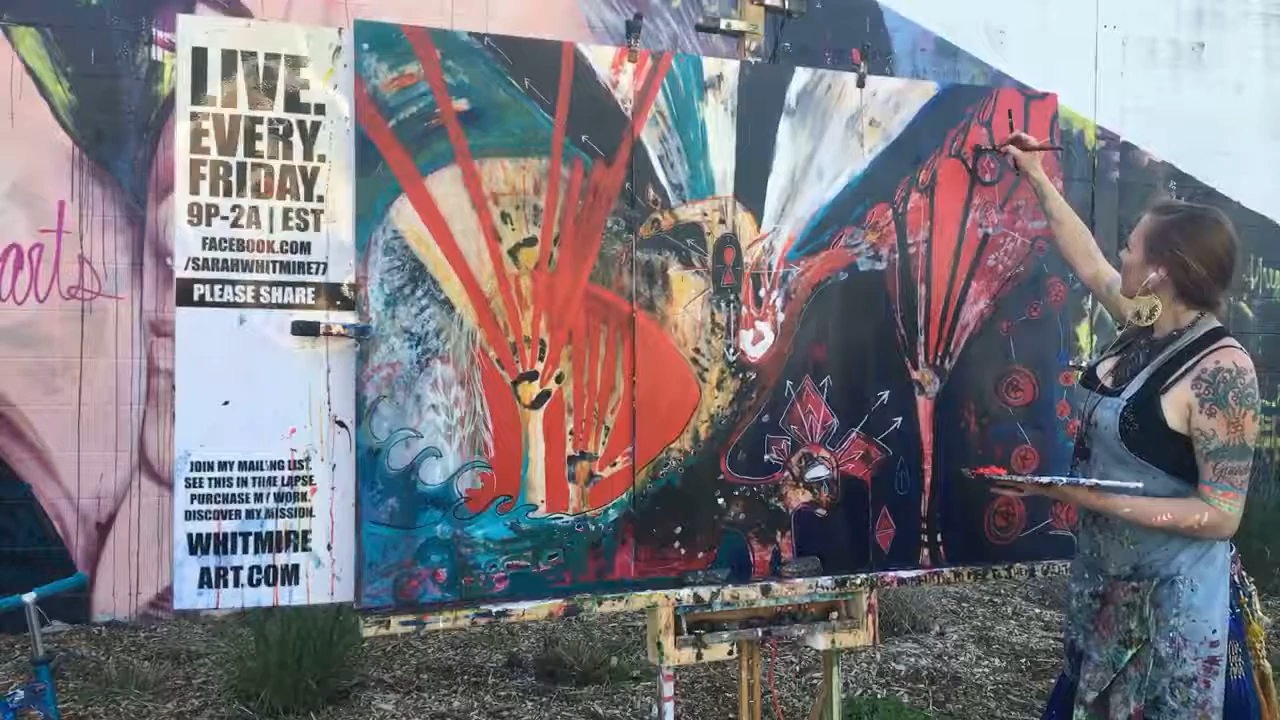 LIVE.
EVERY.
FRIDAY.
9P-2A | EST
FACEBOOK.COM
/SARAHWHITMIRE77
PLEASE SHARE
JOIN MY MAILING LIST.
SEE THIS IN TIME LAPSE.
PURCHASE MY WORK.
DISCOVER MY MISSION.
WHITMIRE
ART.COM
arts